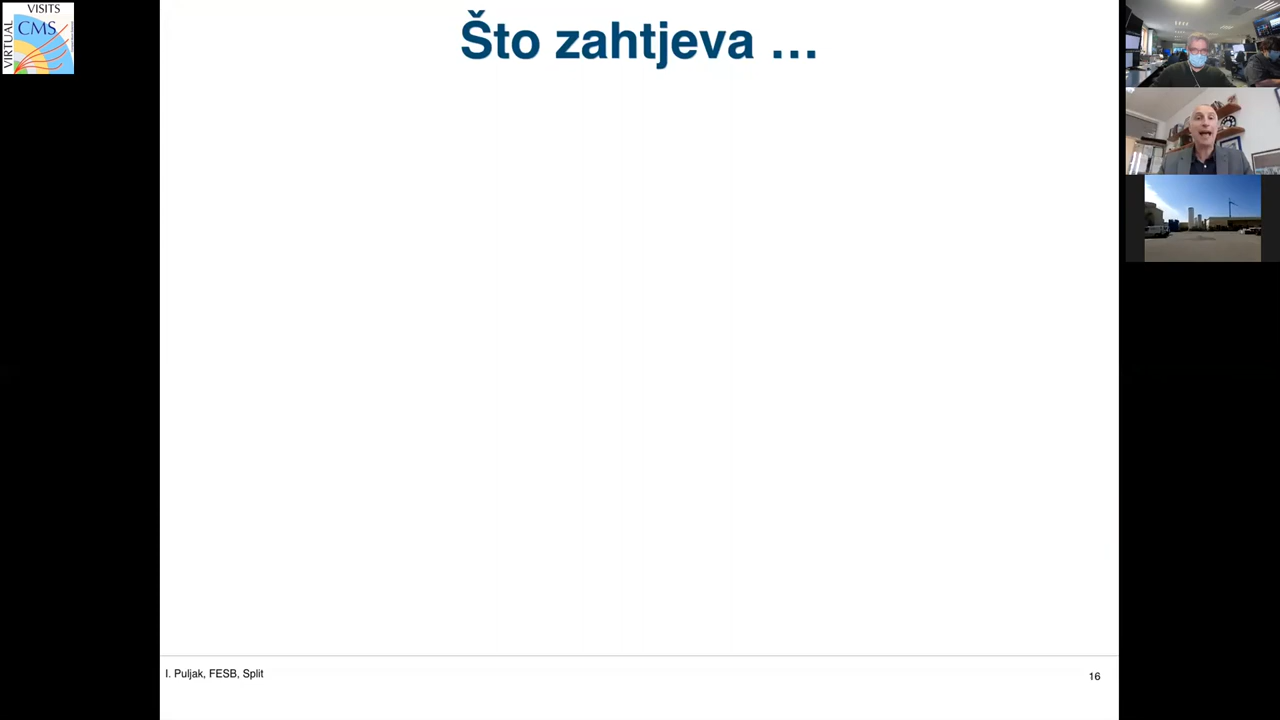 VISITS
VIRTUAL
CMS
Što zahtjeva …
I. Puljak, FESB, Split
16